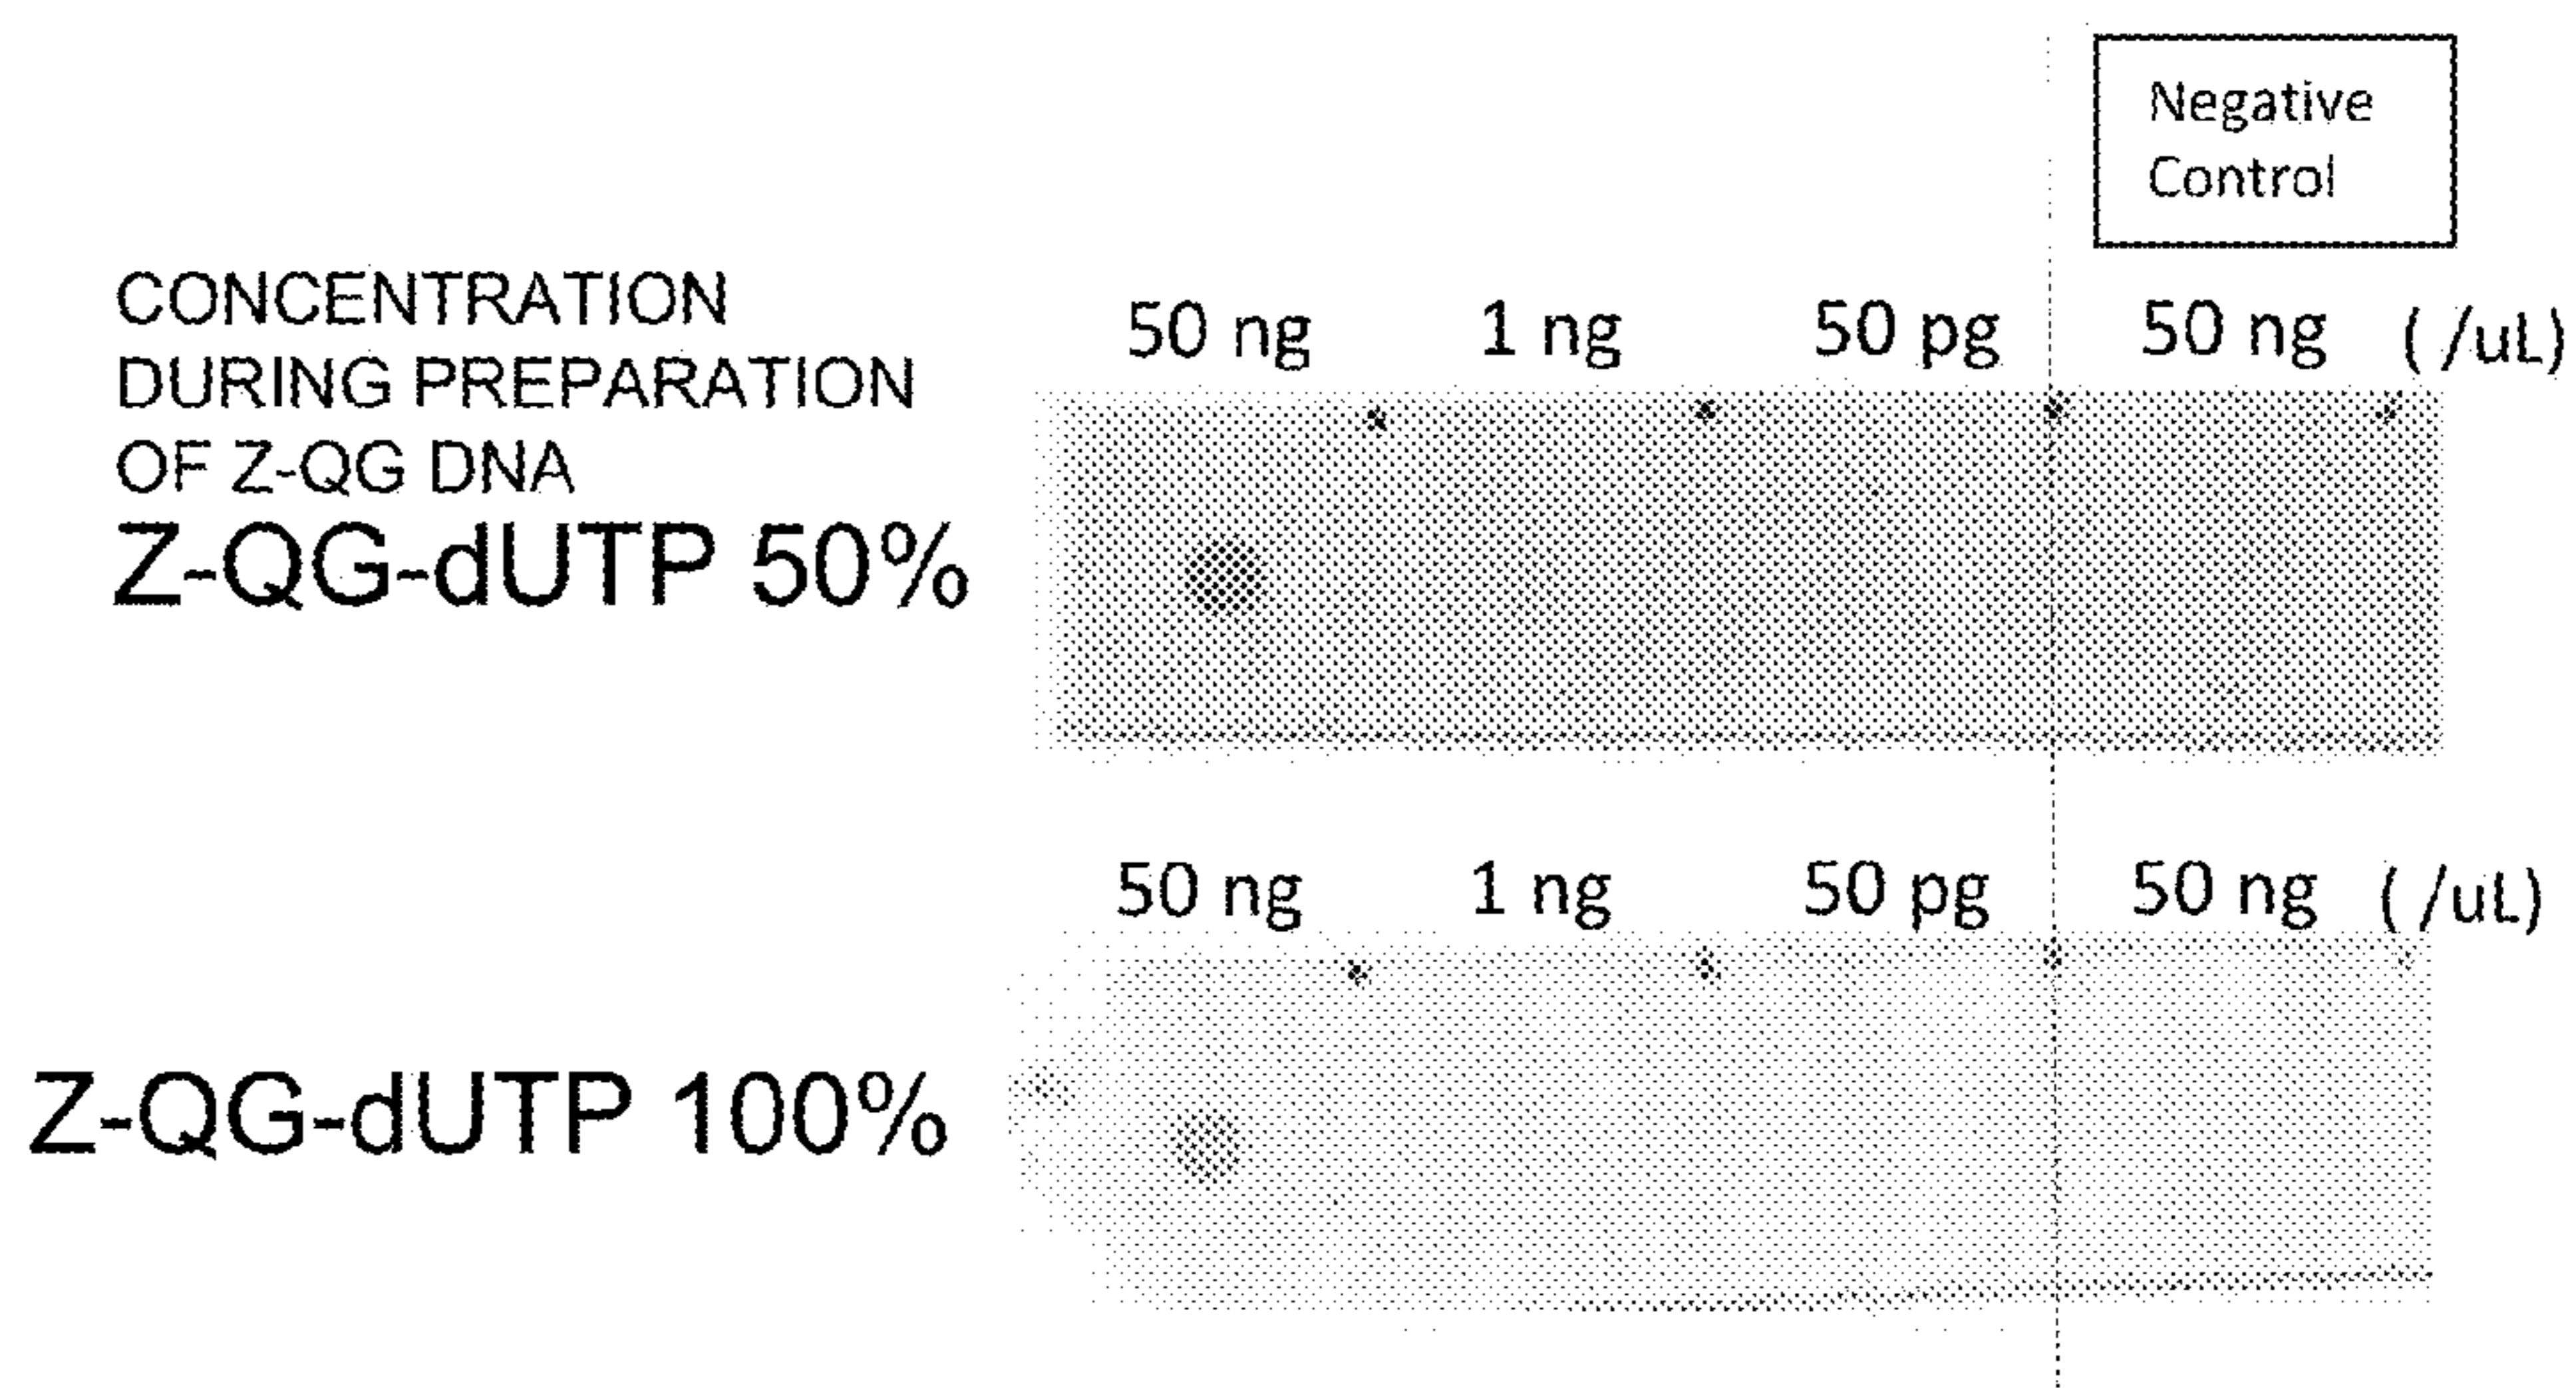 Negative
Control
CONCENTRATION
DURING PREPARATION
OF Z-QG DNA
Z-QG-dUTP 50%
50 ng 1 ng 50 pg 50 ng ( /uL)
50 ng 1 ng 50 pg 50 ng ( /uL)
Z-QG-dUTP 100%